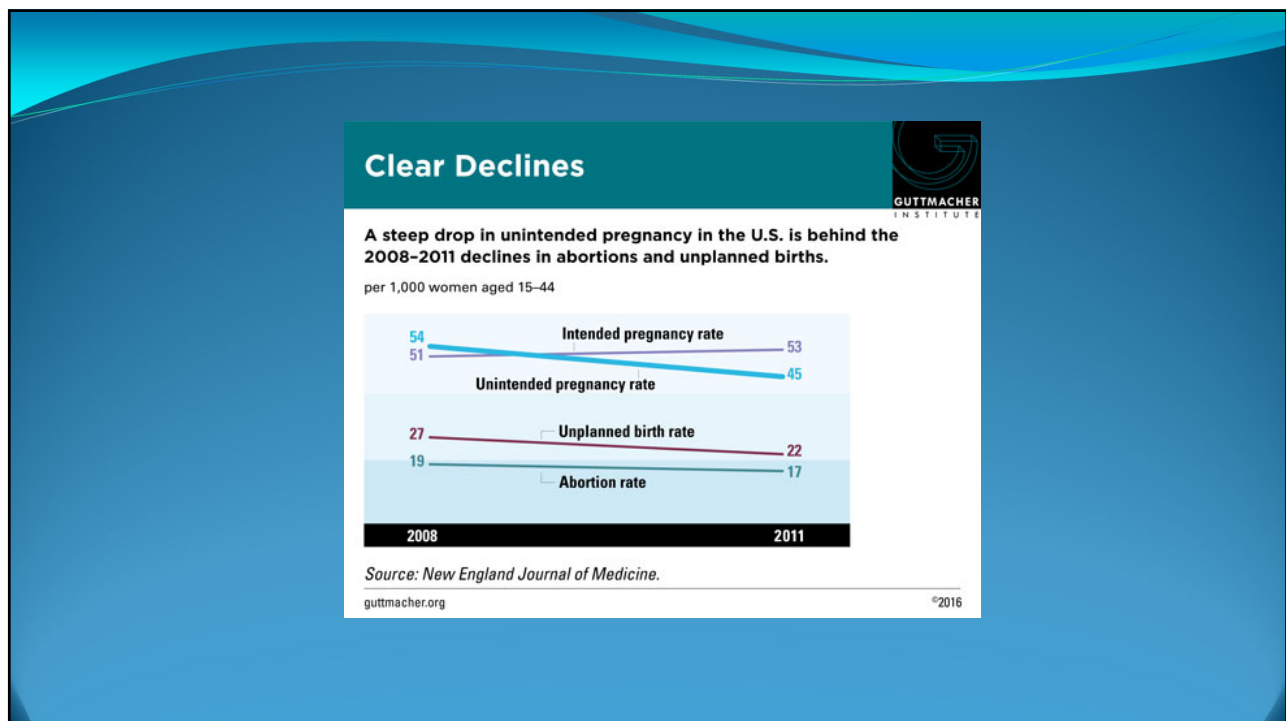 Clear Declines
GUTTMACHER
INSTITUTE
A steep drop in unintended pregnancy in the U.S. is behind the
2008–2011 declines in abortions and unplanned births.
per 1,000 women aged 15–44
54
Intended pregnancy rate
53
51
45
Unintended pregnancy rate
27
Unplanned birth rate
22
19
17
Abortion rate
2008 2011
Source: New England Journal of Medicine.
guttmacher.org ©2016